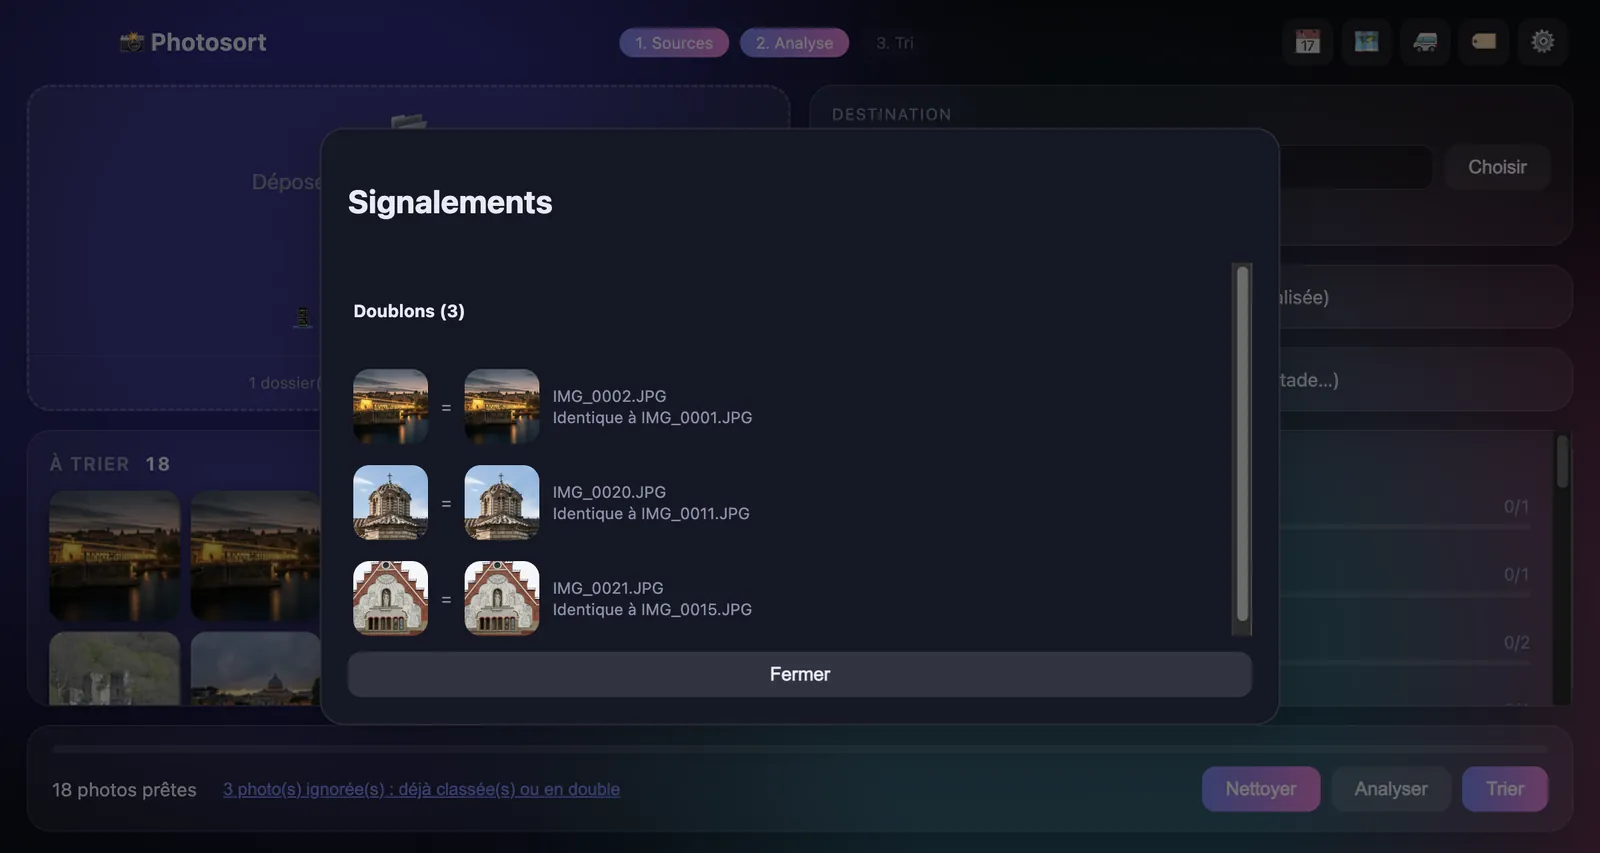 Photosort
1. Sources
2. Analyse
3. Tri
17
DESTINATION
Dépose
Choisir
Signalements
Doublons (3)
=
IMG_0002.JPG
Identique à IMG_0001.JPG
=
IMG_0020.JPG
Identique à IMG_0011.JPG
=
IMG_0021.JPG
Identique à IMG_0015.JPG
Fermer
alisée)
tade...)
1 dossier(
À TRIER 18
0/1
0/1
0/2
18 photos prêtes
3 photo(s) ignorée(s) : déjà classée(s) ou en double
Nettoyer
Analyser
Trier